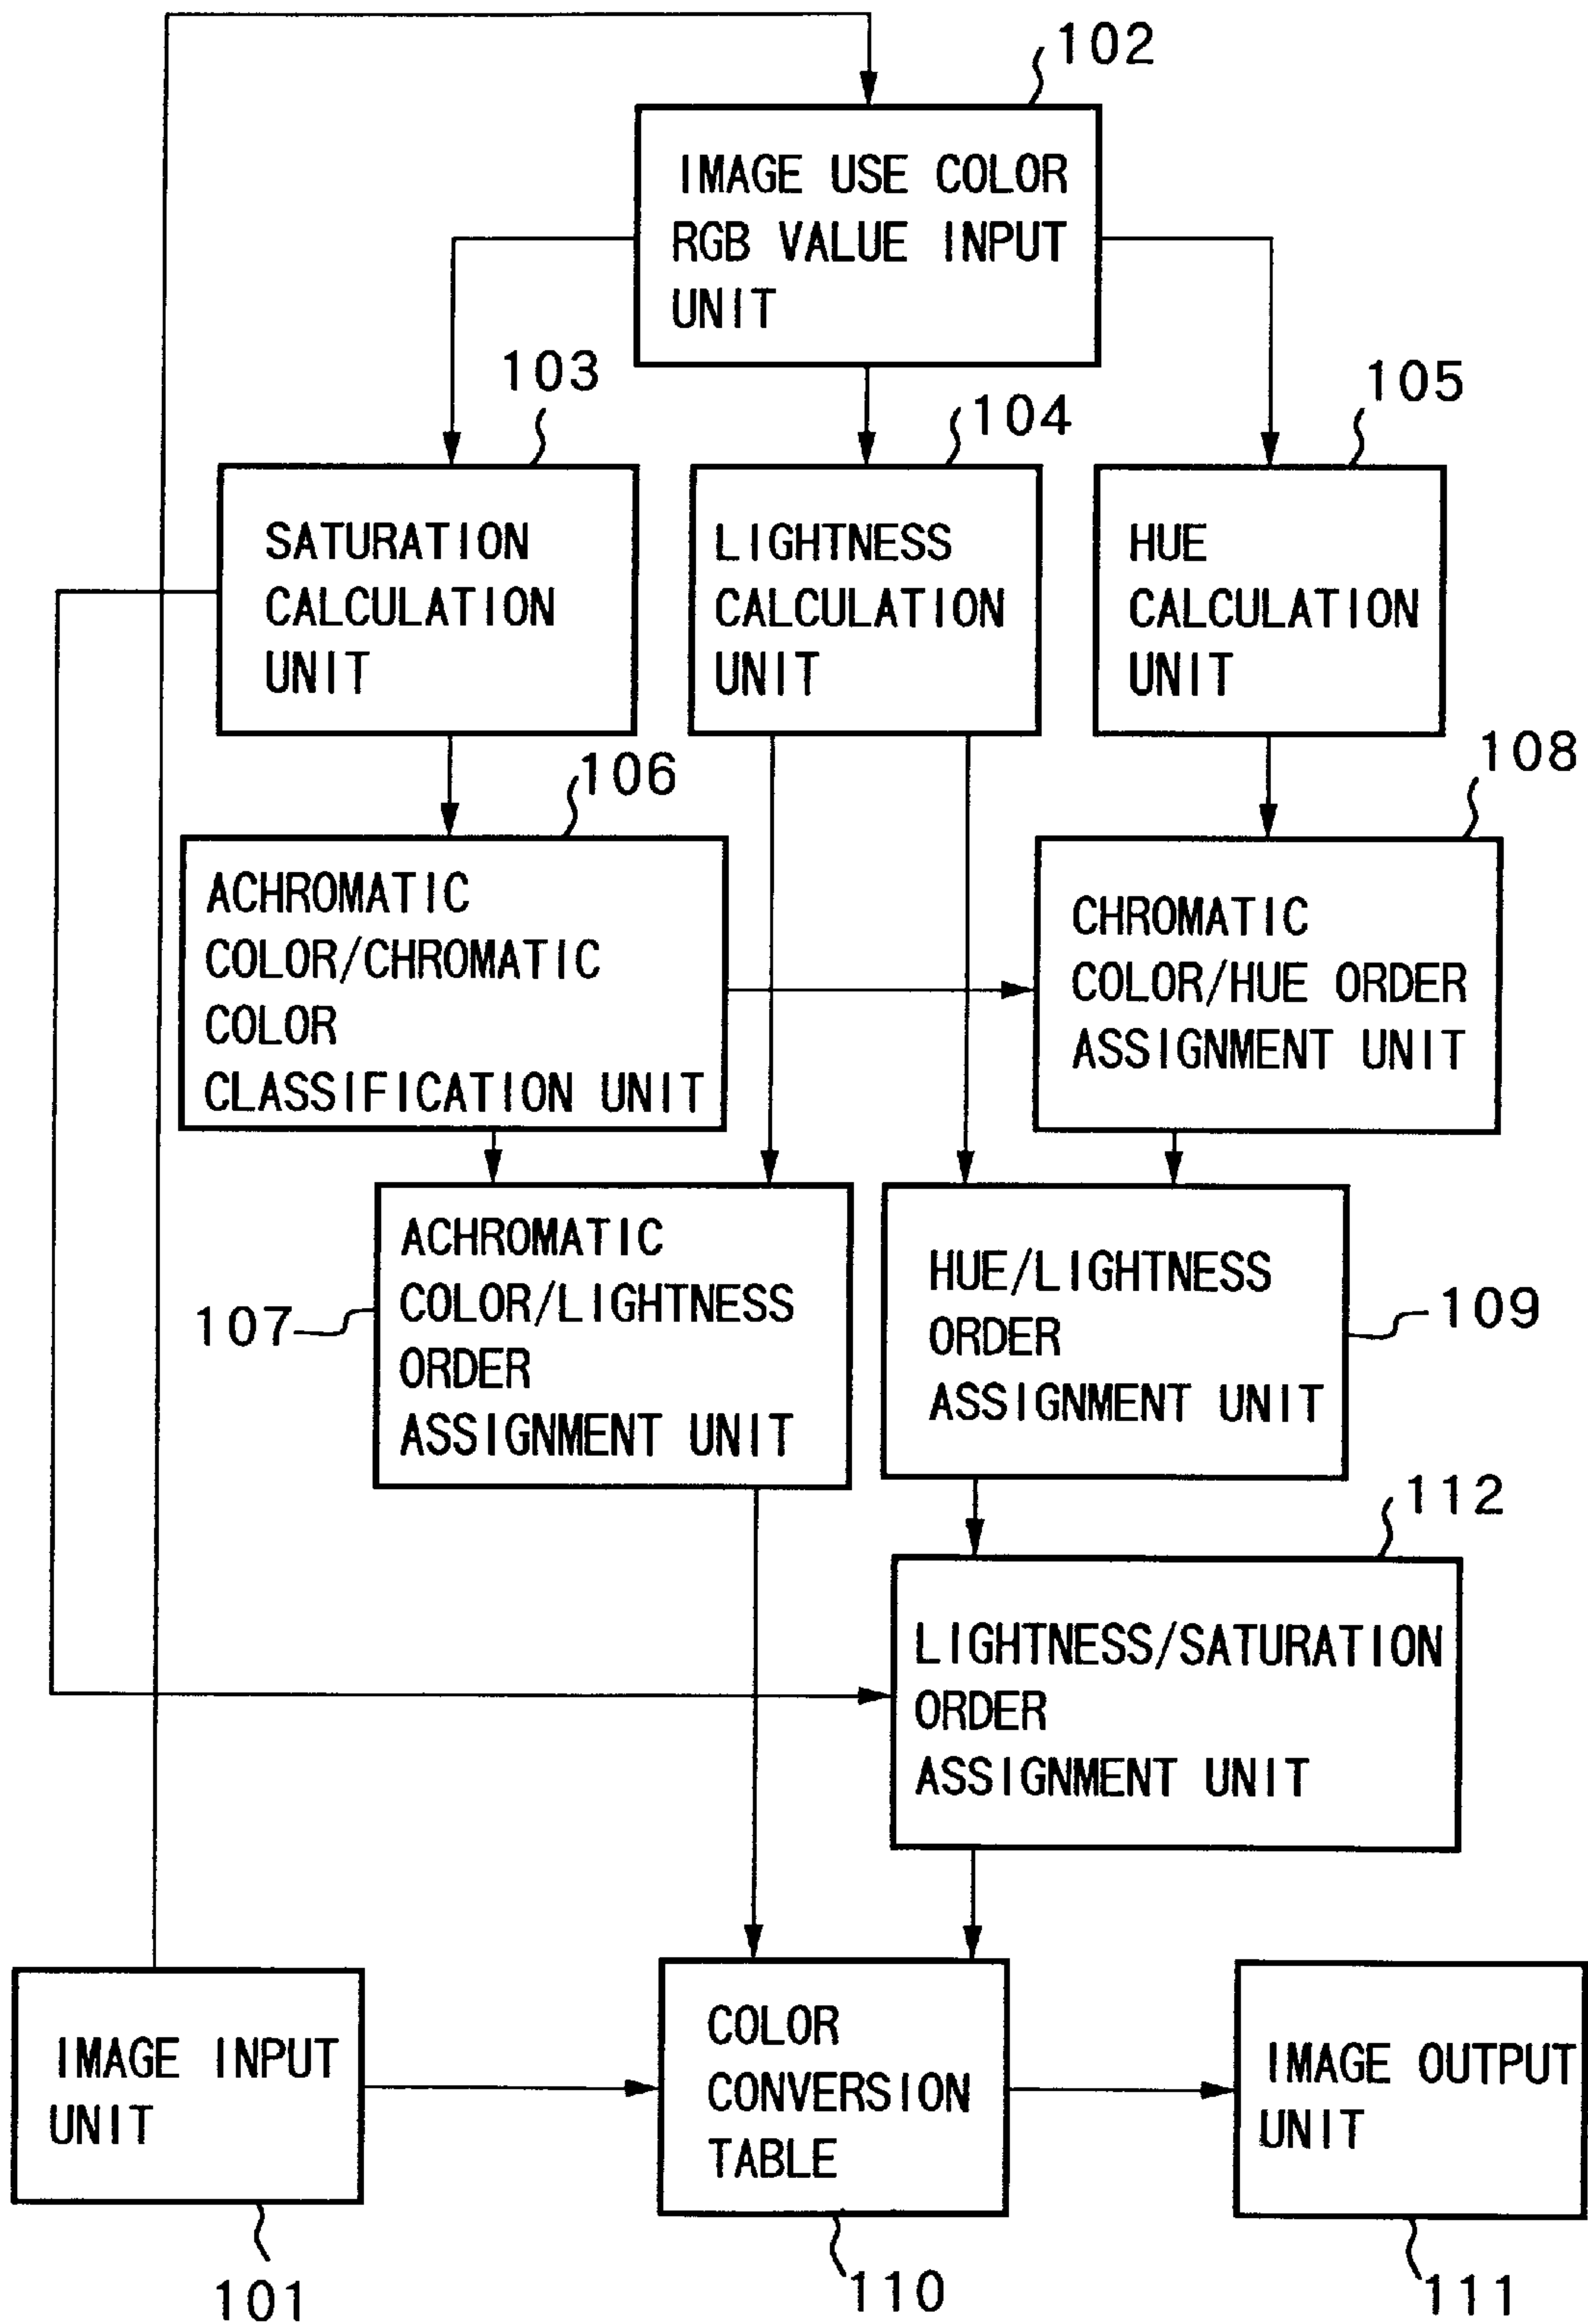 102
IMAGE USE COLOR
RGB VALUE INPUT
UNIT
103
104
105
SATURATION
CALCULATION
UNIT
LIGHTNESS
CALCULATION
UNIT
HUE
CALCULATION
UNIT
106
108
ACHROMATIC
COLOR/CHROMATIC
COLOR
CLASSIFICATION UNIT
CHROMATIC
COLOR/HUE ORDER
ASSIGNMENT UNIT
107
ACHROMATIC
COLOR/LIGHTNESS
ORDER
ASSIGNMENT UNIT
HUE/LIGHTNESS
ORDER
ASSIGNMENT UNIT
109
112
LIGHTNESS/SATURATION
ORDER
ASSIGNMENT UNIT
IMAGE INPUT
UNIT
COLOR
CONVERSION
TABLE
IMAGE OUTPUT
UNIT
101
110
111